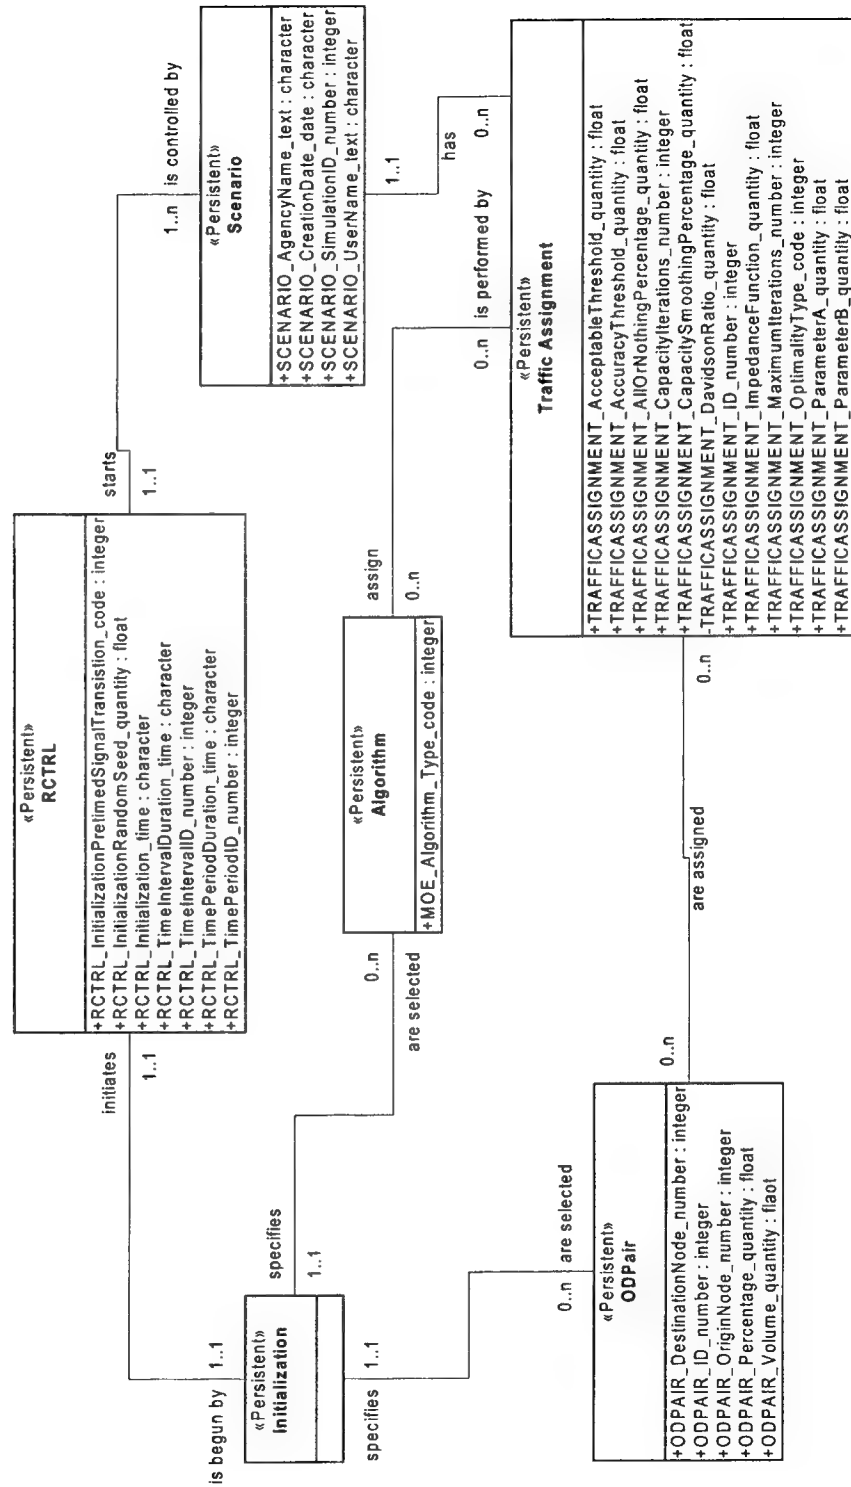 «Persistent»
RCTRL
+RCTRL_InitializationPretimedSignalTransistion_code : integer
+RCTRL_InitializationRandomSeed_quantity : float
+RCTRL_Initialization_time : character
+RCTRL_TimeIntervalDuration_time : character
+RCTRL_TimeIntervalID_number : integer
+RCTRL_TimePeriodDuration_time : character
+RCTRL_TimePeriodID_number : integer
initiates
1..1
starts
1..1
1..n is controlled by
«Persistent»
Scenario
+SCENARIO_AgencyName_text : character
+SCENARIO_CreationDate_date : character
+SCENARIO_SimulationID_number : integer
+SCENARIO_UserName_text : character
1..1
has
0..n
is begun by
1..1
«Persistent»
Initialization
specifies
1..1
specifies
1..1
0..n
are selected
«Persistent»
Algorithm
+MOE_Algorithm_Type_code : integer
assign
0..n
0..n is performed by
0..n are selected
«Persistent»
ODPair
+ODPAIR_DestinationNode_number : integer
+ODPAIR_ID_number : integer
+ODPAIR_OriginNode_number : integer
+ODPAIR_Percentage_quantity : float
+ODPAIR_Volume_quantity : flaot
0..n
are assigned
0..n
«Persistent»
Traffic Assignment
+TRAFFICASSIGNMENT_AcceptableThreshold_quantity : float
+TRAFFICASSIGNMENT_AccuracyThreshold_quantity : float
+TRAFFICASSIGNMENT_AllOrNothingPercentage_quantity : float
+TRAFFICASSIGNMENT_CapacityIterations_number : integer
+TRAFFICASSIGNMENT_CapacitySmoothingPercentage_quantity : float
-TRAFFICASSIGNMENT_DavidsonRatio_quantity : float
+TRAFFICASSIGNMENT_ID_number : integer
+TRAFFICASSIGNMENT_ImpedanceFunction_quantity : float
+TRAFFICASSIGNMENT_MaximumIterations_number : integer
+TRAFFICASSIGNMENT_OptimalityType_code : integer
+TRAFFICASSIGNMENT_ParameterA_quantity : float
+TRAFFICASSIGNMENT_ParameterB_quantity : float